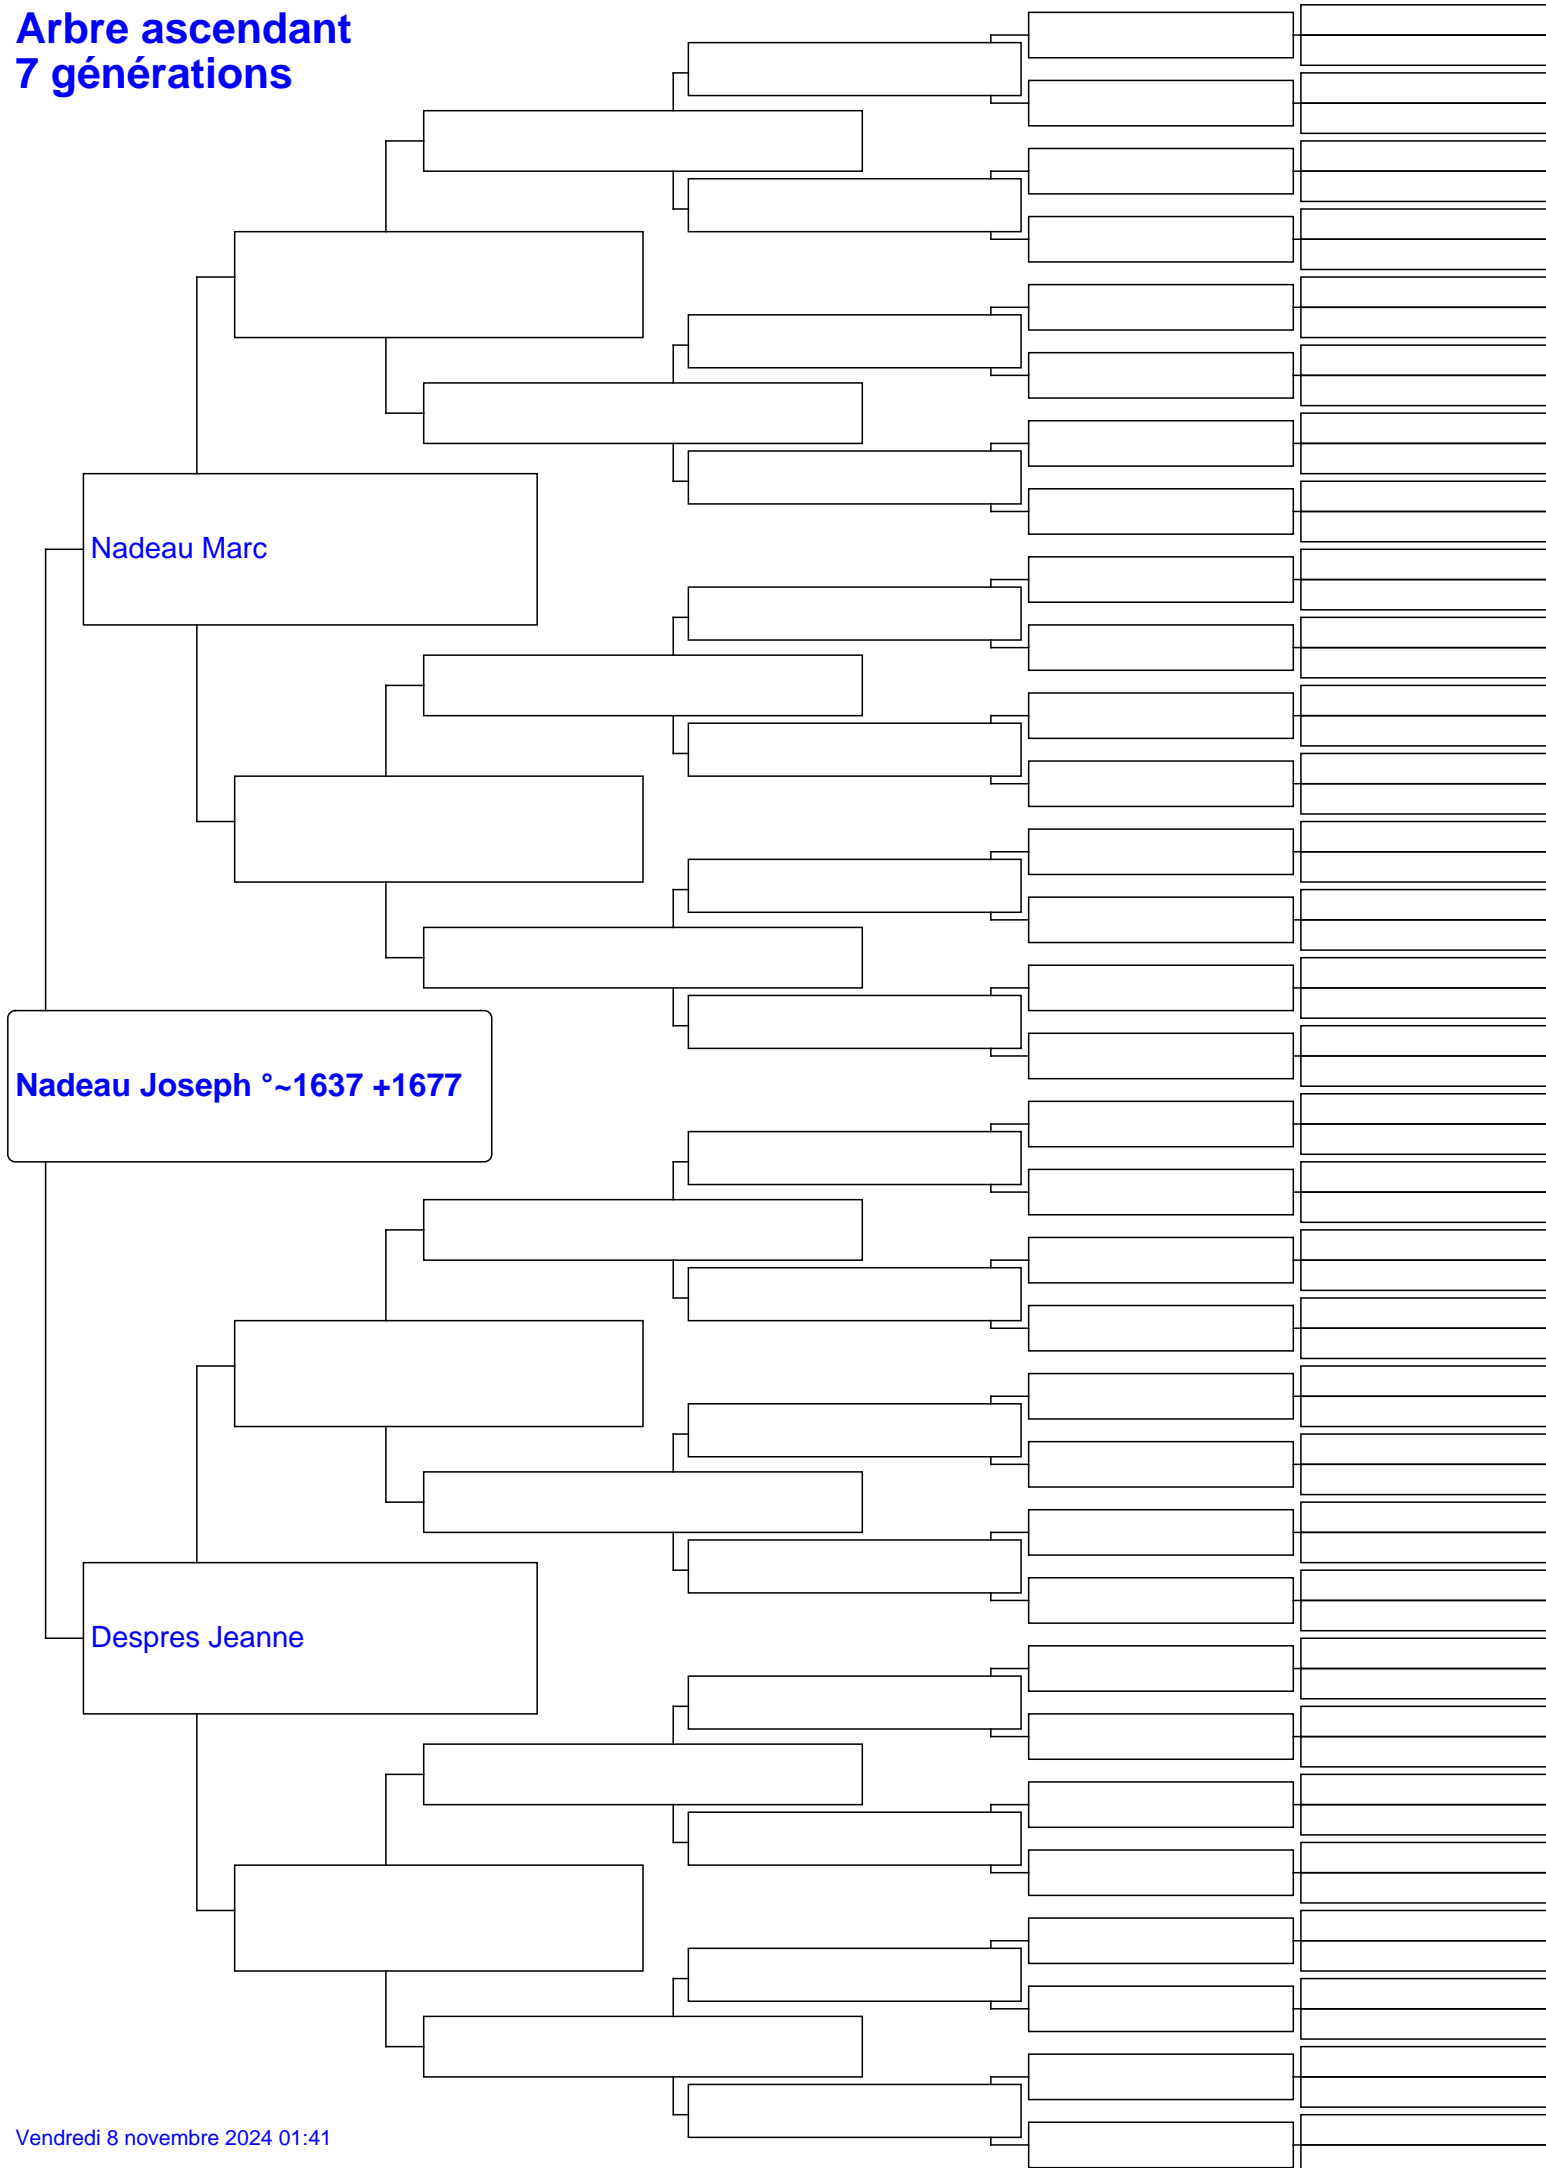 Arbre ascendant
7 générations
Nadeau Marc
Nadeau Joseph °~1637 +1677
Despres Jeanne
Vendredi 8 novembre 2024 01:41